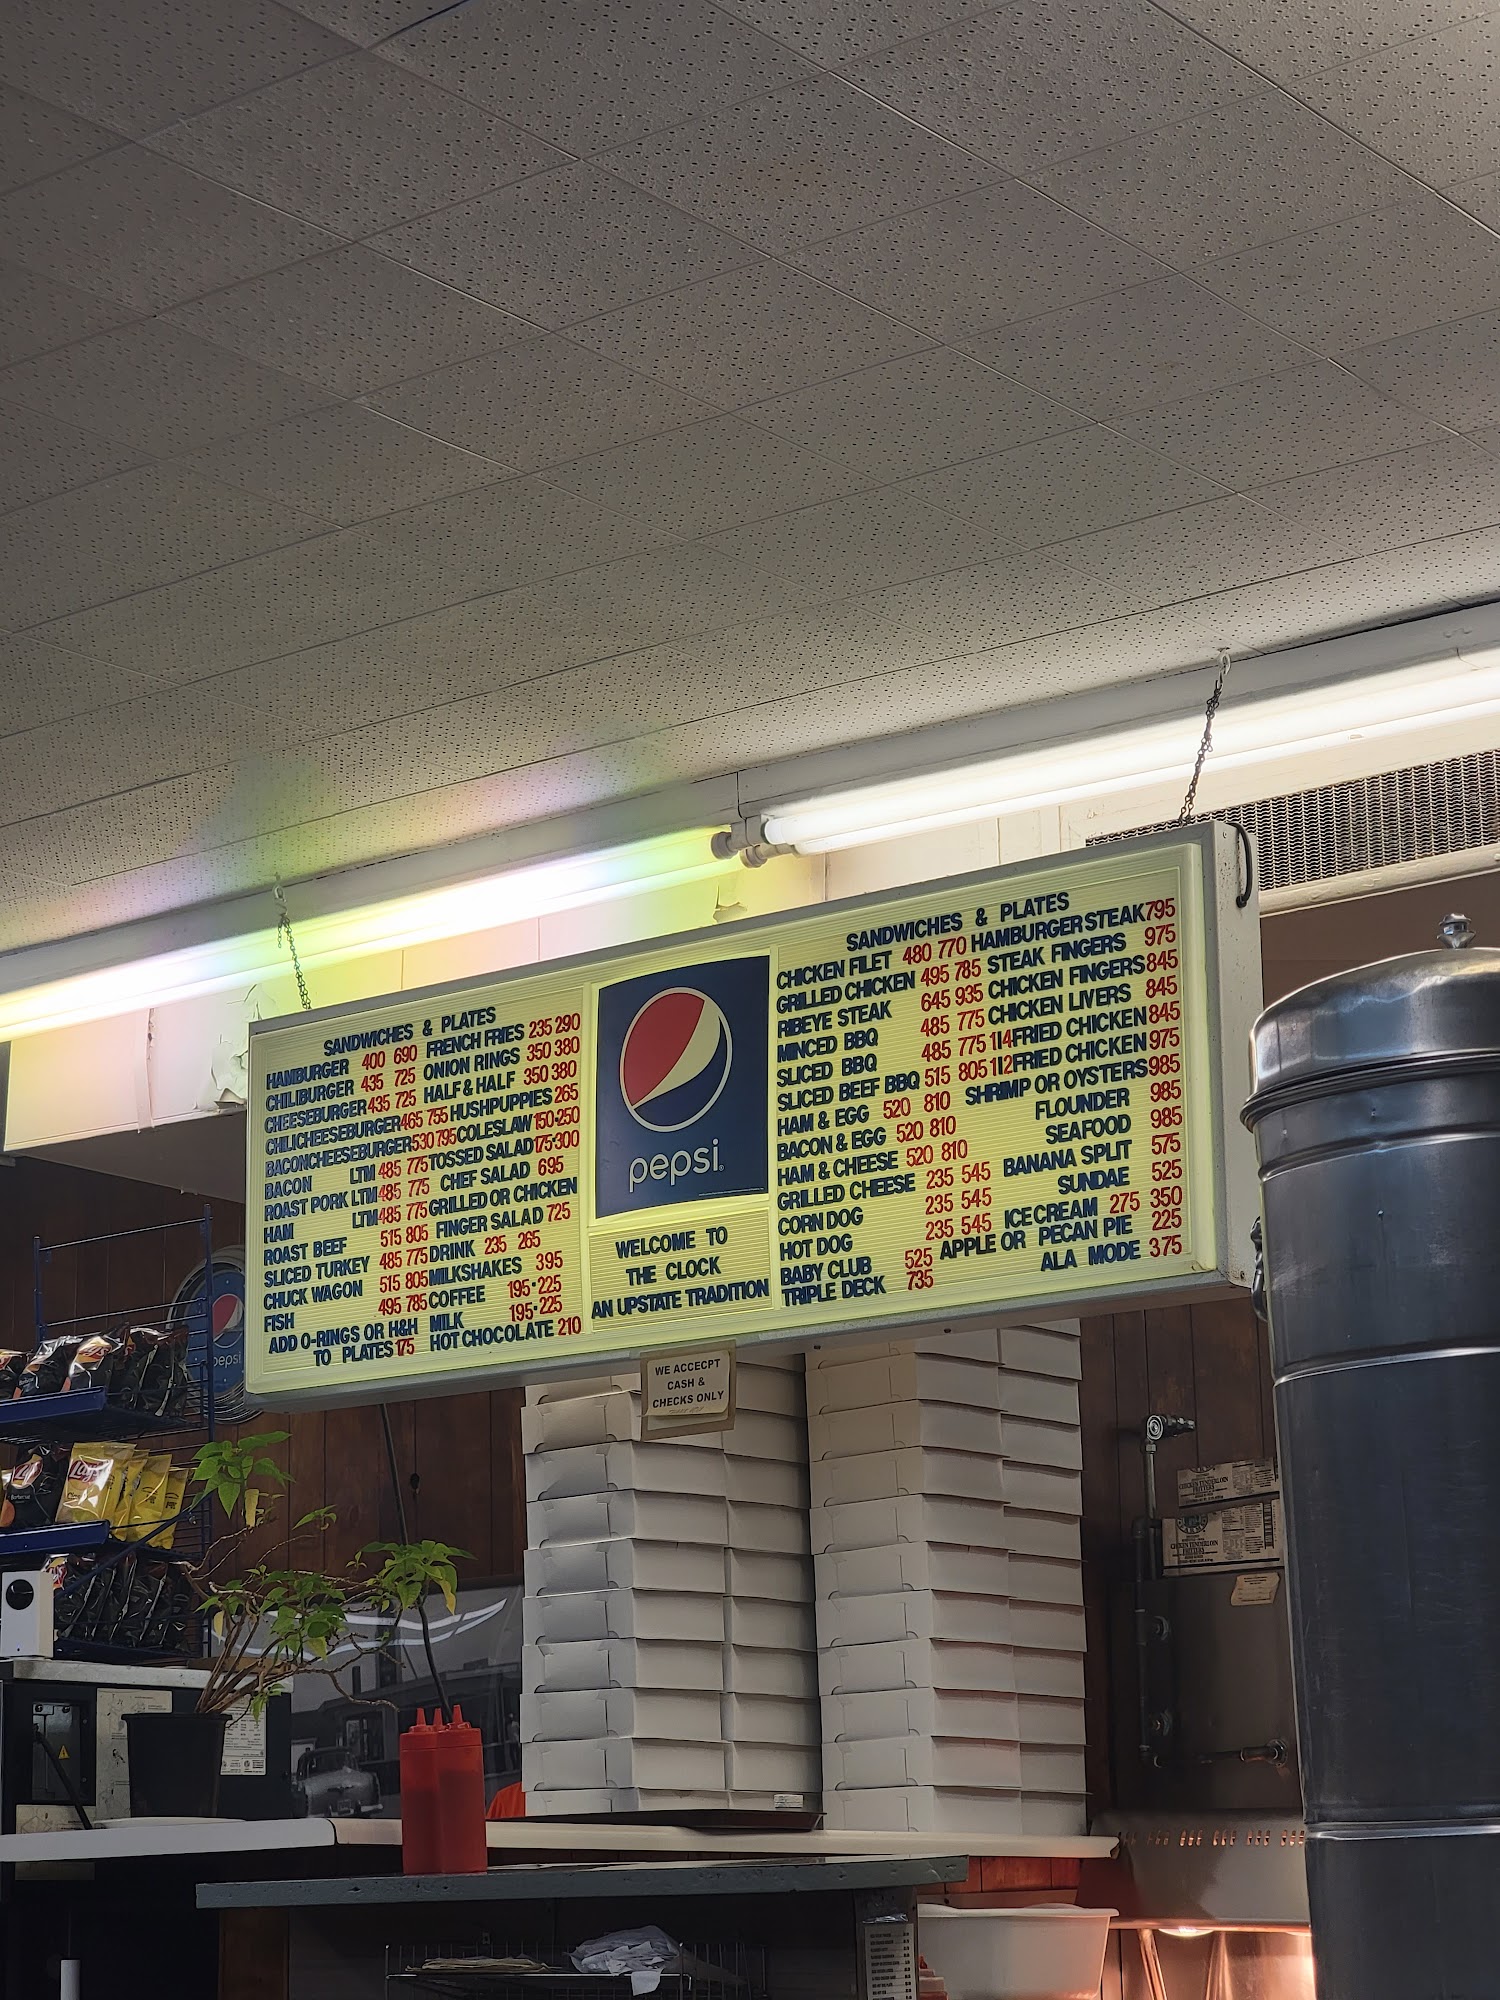 SANDWICHES & PLATES
HAMBURGER 400 690 FRENCH FRIES 235 290
CHILIBURGER 435 725 ONION RINGS 350 380
CHEESEBURGER 435 725 HALF & HALF 350 380
CHILICHEESEBURGER 465 755 HUSHPUPPIES 265
BACONCHEESEBURGER 530 795 COLESLAW 150-250
BACON LTM 485 775 TOSSED SALAD 175-300
ROAST PORK LTM 485 775 CHEF SALAD 695
HAM LTM 485 775 GRILLED OR CHICKEN
ROAST BEEF 515 805 FINGER SALAD 725
SLICED TURKEY 485 775 DRINK 235 265
CHUCK WAGON 515 805 MILKSHAKES 395
FISH 495 785 COFFEE 195-225
ADD O-RINGS OR H&H MILK 195-225
TO PLATES 175 HOT CHOCOLATE 210
pepsi
WELCOME TO
THE CLOCK
AN UPSTATE TRADITION
SANDWICHES & PLATES
CHICKEN FILET 480 770 HAMBURGER STEAK 795
GRILLED CHICKEN 495 785 STEAK FINGERS 975
RIBEYE STEAK 645 935 CHICKEN FINGERS 845
MINCED BBQ 485 775 CHICKEN LIVERS 845
SLICED BBQ 485 775 1|4 FRIED CHICKEN 845
SLICED BEEF BBQ 515 805 1|2 FRIED CHICKEN 975
HAM & EGG 520 810 SHRIMP OR OYSTERS 985
BACON & EGG 520 810 FLOUNDER 985
HAM & CHEESE 520 810 SEAFOOD 985
GRILLED CHEESE 235 545 BANANA SPLIT 575
CORN DOG 235 545 SUNDAE 525
HOT DOG 235 545 ICE CREAM 275 350
BABY CLUB 525 APPLE OR PECAN PIE 225
TRIPLE DECK 735 ALA MODE 375
WE ACCECPT
CASH &
CHECKS ONLY
pepsi
Lay's
Lay's
CHICKEN TENDERLOIN
FRITTERS
CHICKEN TENDERLOIN
FRITTERS